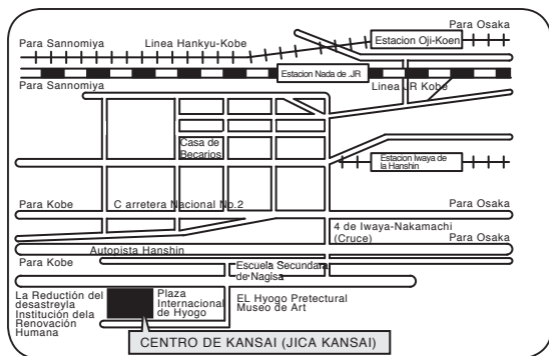 Para Osaka
Para Sannomiya
Linea Hankyu-Kobe
Estacion Oji-Koen
Estacion Nada de .JR
Para Sannomiya
Linea JR Kobe
Casa de
Becarios
Estacion Iwaya de
la Hanshin
Para Kobe
C arretera Nacional No.2
Para Osaka
4 de Iwaya-Nakamachi
(Cruce)
Para Osaka
Autopista Hanshin
Para Kobe
Escuela Secundara
de Nagisa
La Reductión del
desastreyla
Institución dela
Renovación
Humana
Plaza
Internacional
de Hyogo
EL Hyogo Pretectural
Museo de Art
CENTRO DE KANSAI (JICA KANSAI)